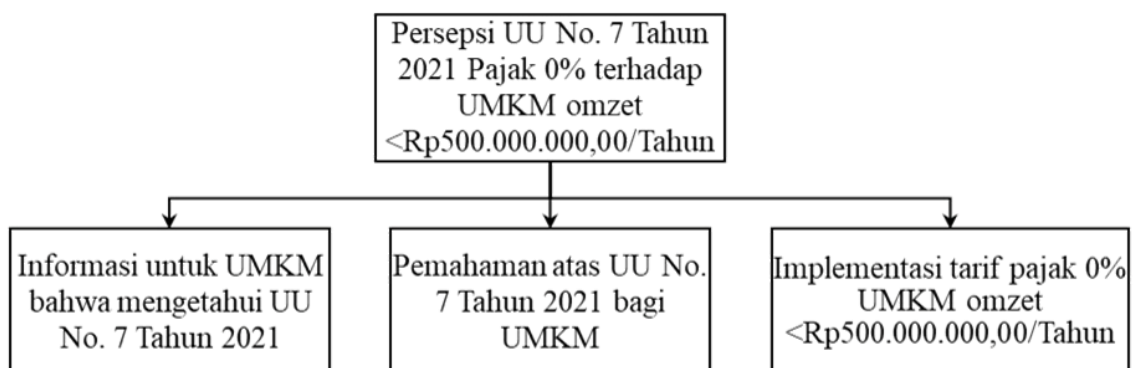 Persepsi UU No. 7 Tahun
2021 Pajak 0% terhadap
UMKM omzet
<Rp500.000.000,00/Tahun
Informasi untuk UMKM
bahwa mengetahui UU
No. 7 Tahun 2021
Pemahaman atas UU No.
7 Tahun 2021 bagi
UMKM
Implementasi tarif pajak 0%
UMKM omzet
<Rp500.000.000,00/Tahun